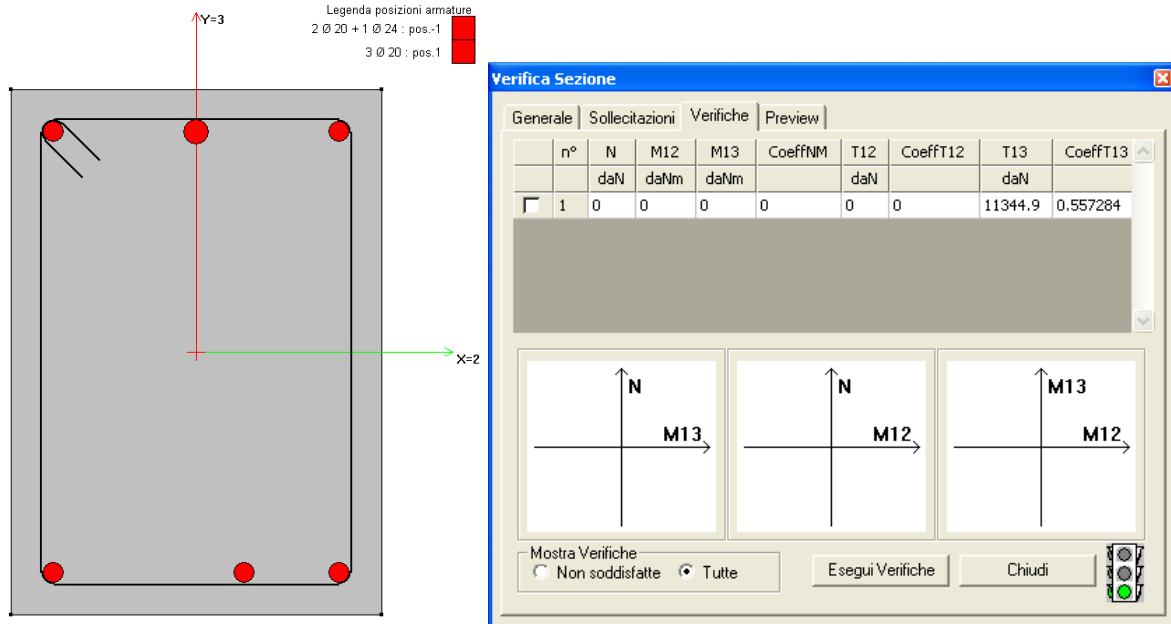 Legenda posizioni armature
2 Ø 20 + 1 Ø 24 : pos.-1
3 Ø 20 : pos.1
Y=3
X=2
Verifica Sezione
Generale Sollecitazioni Verifiche Preview
n° N M12 M13 CoeffNM T12 CoeffT12 T13 CoeffT13
daN daNm daNm daN daN
1 0 0 0 0 0 0 11344.9 0.557284
N
M13
N
M12
M13
M12
Mostra Verifiche
Non soddisfatte Tutte
Esegui Verifiche
Chiudi